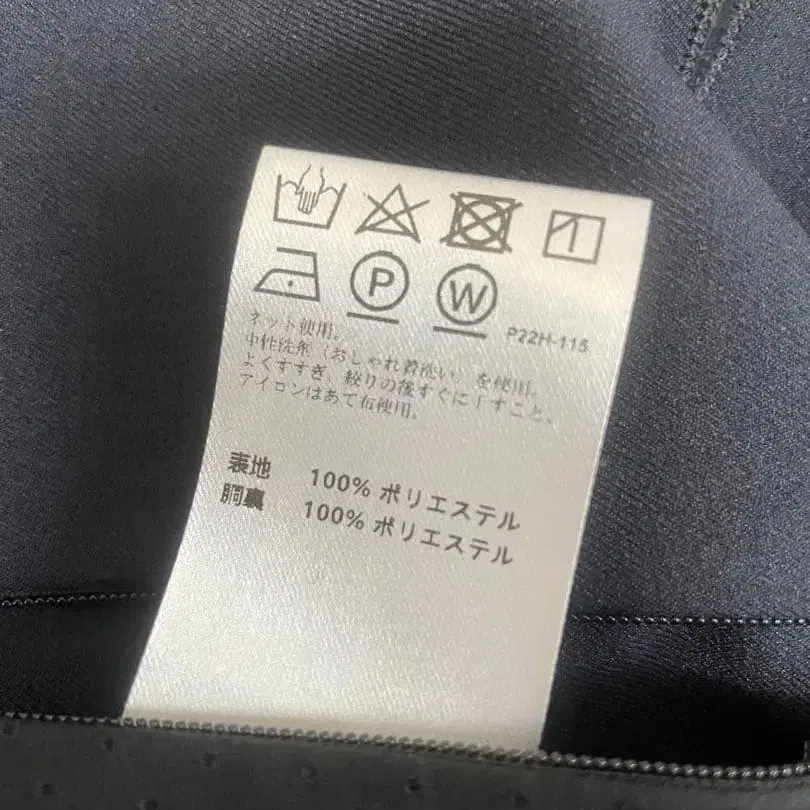 P
W
P22H-115
ネット使用。
中性洗剤（おしゃれ着洗い）を使用。
よくすすぎ、絞りの後すぐに干すこと。
アイロンはあて布使用。
表地 100% ポリエステル
胴裏 100% ポリエステル